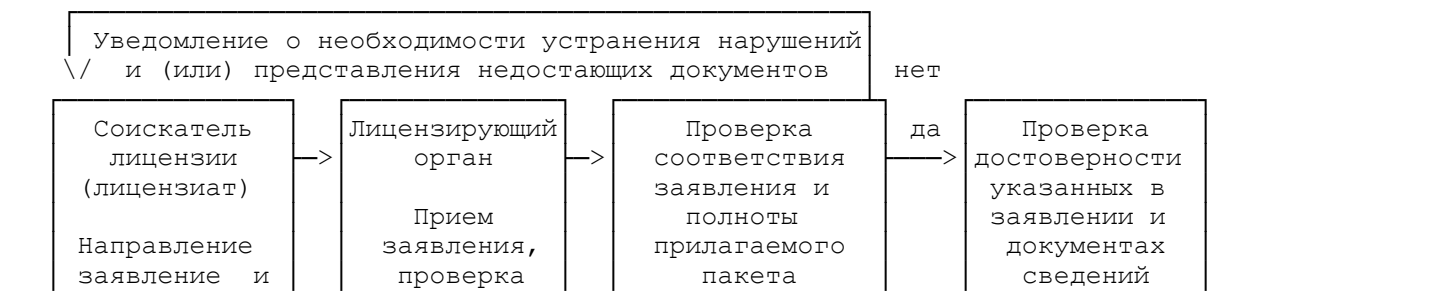 Уведомление о необходимости устранения нарушений
и (или) представления недостающих документов нет
Соискатель Лицензирующий Проверка да Проверка
лицензии орган соответствия достоверности
(лицензиат) заявления и указанных в
Прием полноты заявлении и
Направление заявления, прилагаемого документах
заявление и проверка пакета сведений